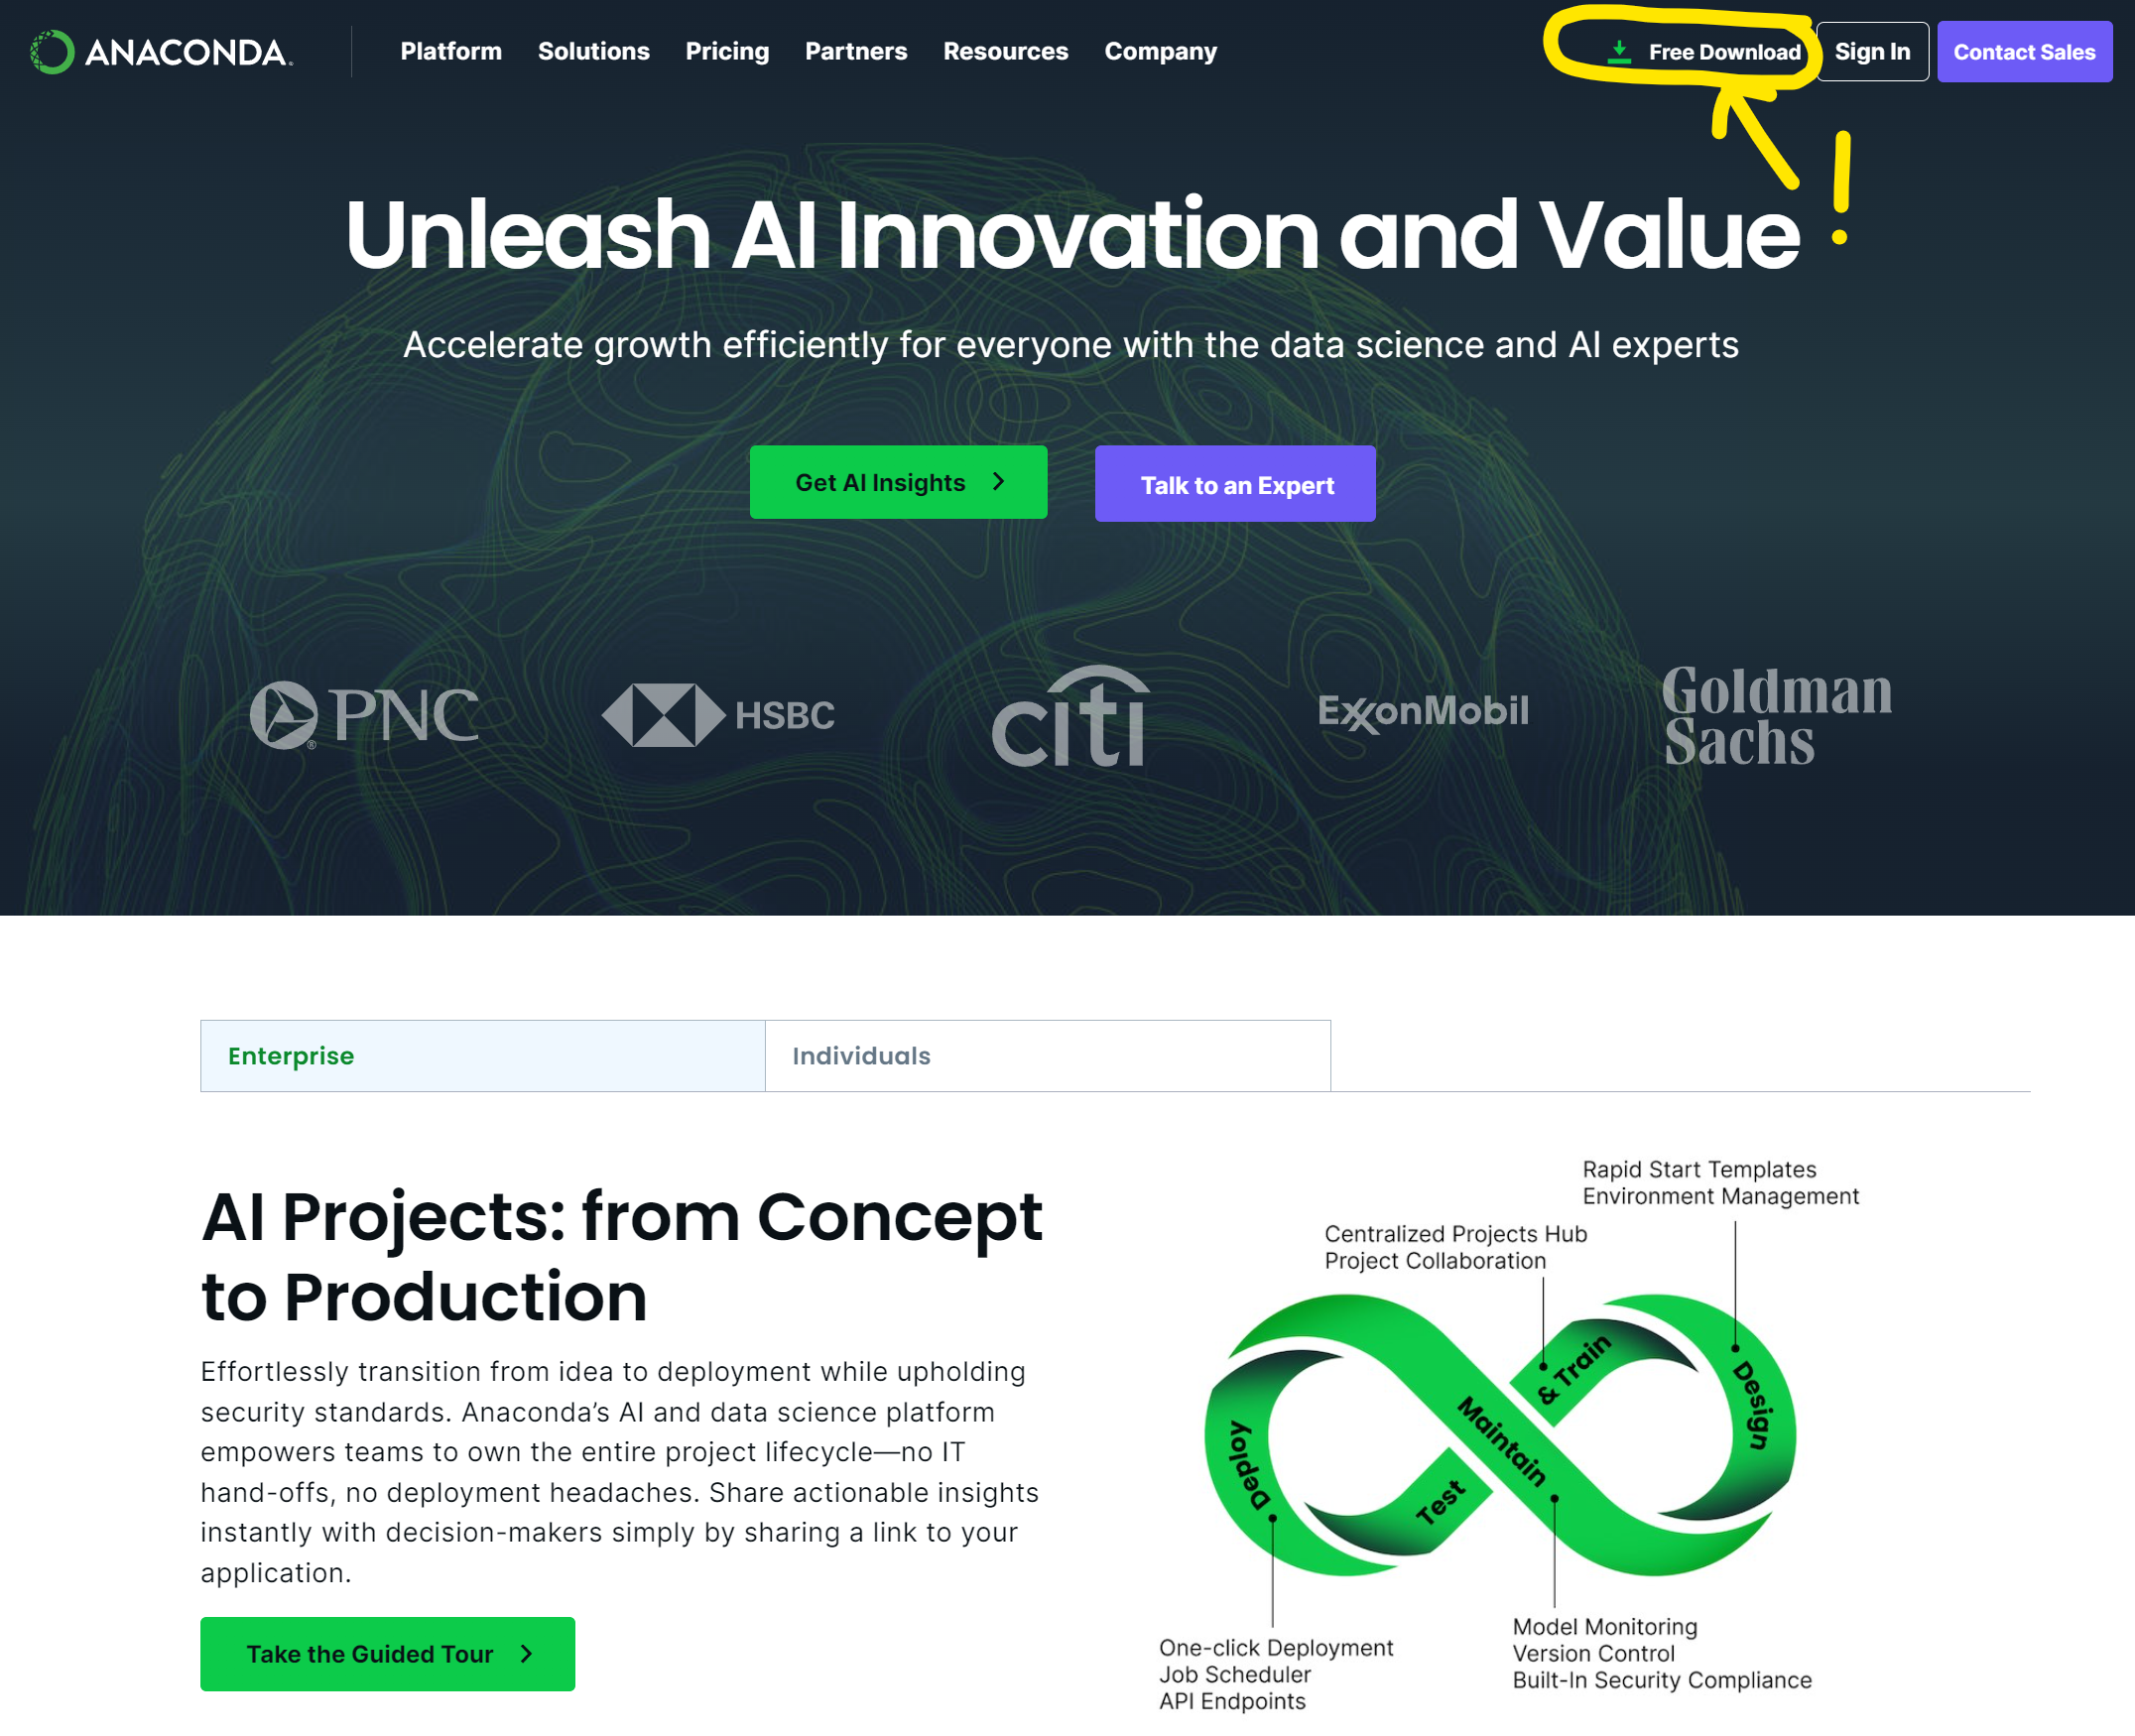 ANACONDA.
Platform Solutions Pricing Partners Resources Company
Free Download Sign In Contact Sales
Unleash AI Innovation and Value !
Accelerate growth efficiently for everyone with the data science and AI experts
Get AI Insights
Talk to an Expert
PNC®
HSBC
citi
ExxonMobil
Goldman
Sachs
Enterprise
Individuals
AI Projects: from Concept
to Production
Effortlessly transition from idea to deployment while upholding
security standards. Anaconda’s AI and data science platform
empowers teams to own the entire project lifecycle—no IT
hand-offs, no deployment headaches. Share actionable insights
instantly with decision-makers simply by sharing a link to your
application.
Take the Guided Tour
Rapid Start Templates
Environment Management
Centralized Projects Hub
Project Collaboration
& Train
Design
Maintain
Deploy
Test
One-click Deployment
Job Scheduler
API Endpoints
Model Monitoring
Version Control
Built-In Security Compliance